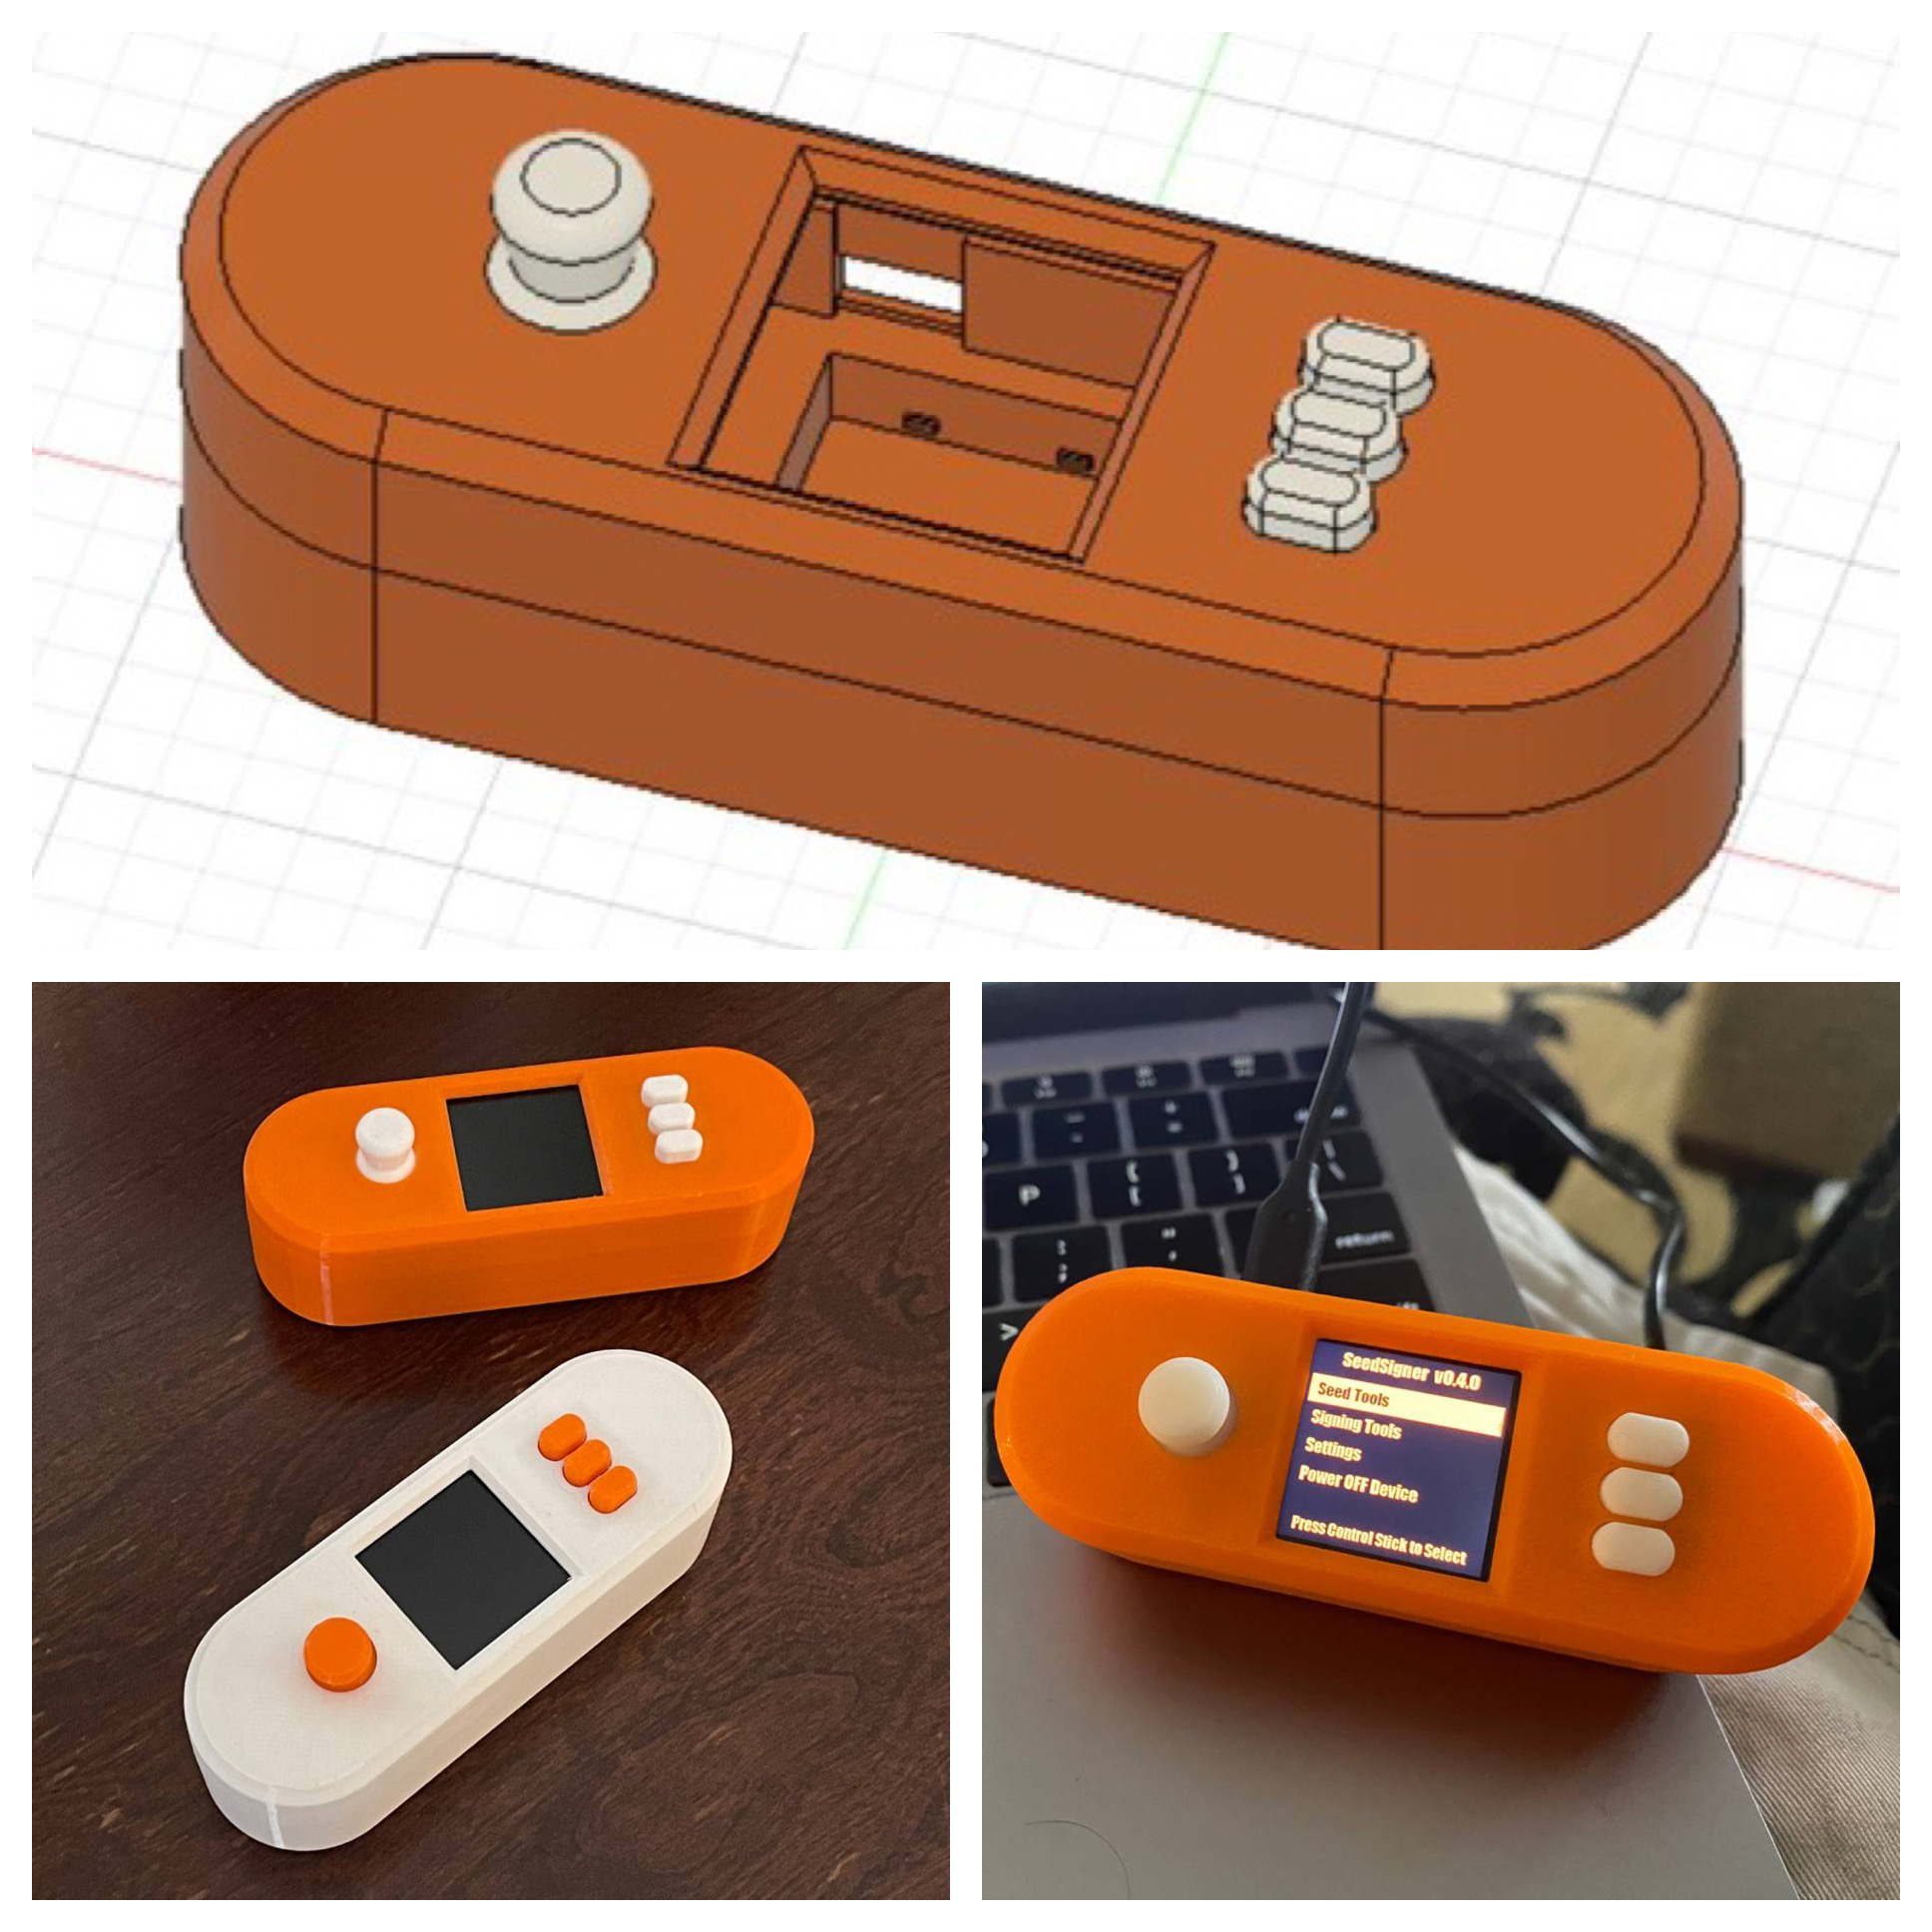 SeedSigner v0.4.0
Seed Tools
Signing Tools
Settings
Power OFF Device
Press Control Stick to Select
P
return